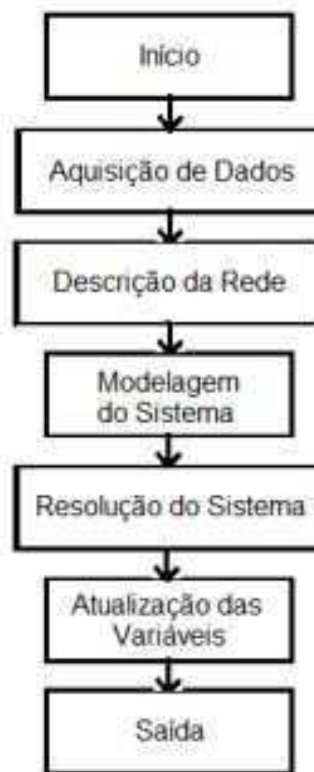 Início
Aquisição de Dados
Descrição da Rede
Modelagem
do Sistema
Resolução do Sistema
Atualização das
Variáveis
Saída